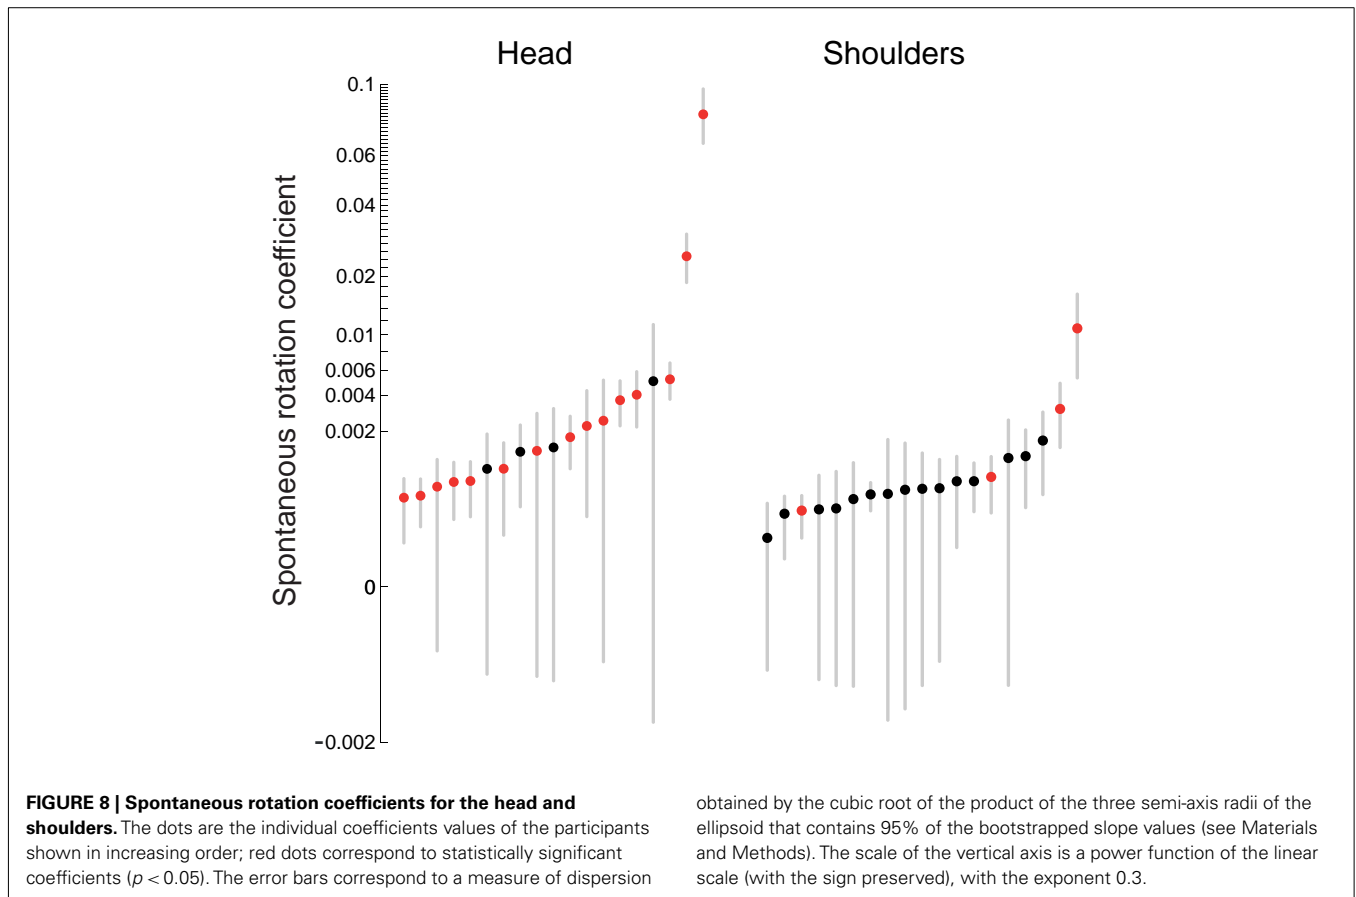 Head
Shoulders
Spontaneous rotation coefficient
0.1
0.06
0.04
0.02
0.01
0.006
0.004
0.002
0
-0.002
FIGURE 8 | Spontaneous rotation coefficients for the head and
shoulders. The dots are the individual coefficients values of the participants
shown in increasing order; red dots correspond to statistically significant
coefficients (p < 0.05). The error bars correspond to a measure of dispersion
obtained by the cubic root of the product of the three semi-axis radii of the
ellipsoid that contains 95% of the bootstrapped slope values (see Materials
and Methods). The scale of the vertical axis is a power function of the linear
scale (with the sign preserved), with the exponent 0.3.